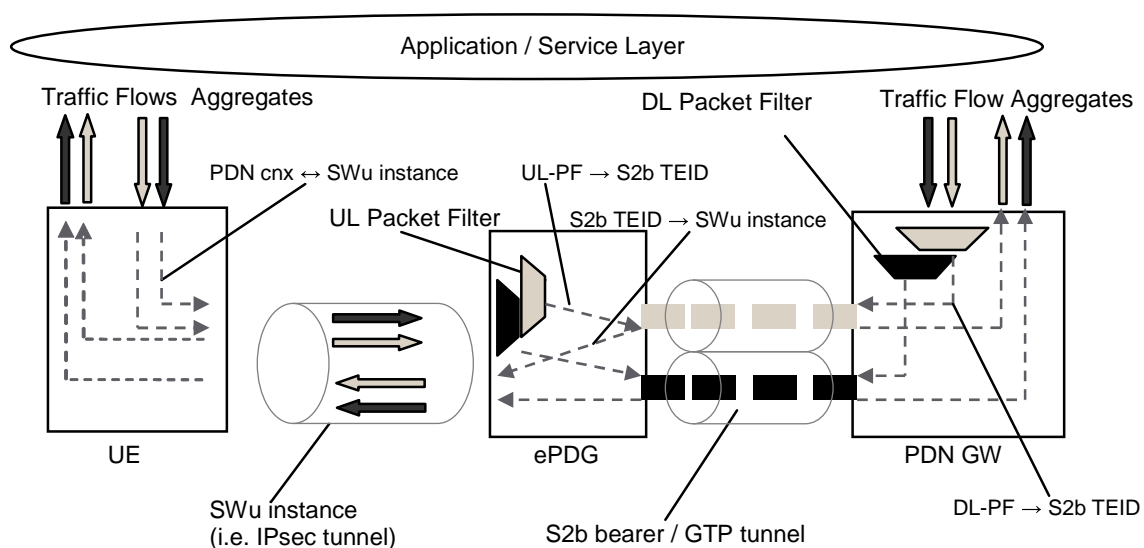 Application / Service Layer
Traffic Flows Aggregates
DL Packet Filter
Traffic Flow Aggregates
PDN cnx ↔ SWu instance
UL-PF → S2b TEID
UL Packet Filter
S2b TEID → SWu instance
UE
ePDG
PDN GW
SWu instance
(i.e. IPsec tunnel)
S2b bearer / GTP tunnel
DL-PF → S2b TEID